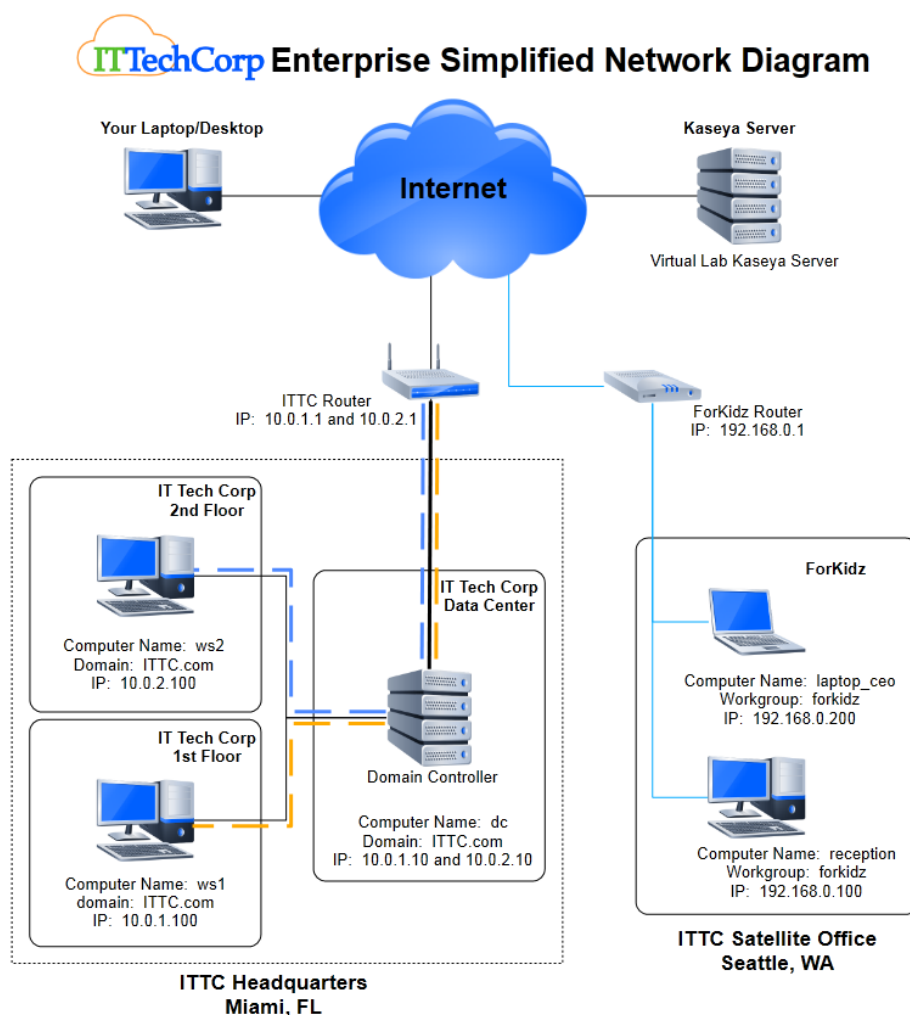 ITTechCorp Enterprise Simplified Network Diagram
Your Laptop/Desktop
Internet
Kaseya Server
Virtual Lab Kaseya Server
ITTC Router
IP: 10.0.1.1 and 10.0.2.1
ForKidz Router
IP: 192.168.0.1
IT Tech Corp
2nd Floor
Computer Name: ws2
Domain: ITTC.com
IP: 10.0.2.100
IT Tech Corp
1st Floor
Computer Name: ws1
domain: ITTC.com
IP: 10.0.1.100
IT Tech Corp
Data Center
Domain Controller
Computer Name: dc
Domain: ITTC.com
IP: 10.0.1.10 and 10.0.2.10
ITTC Headquarters
Miami, FL
ForKidz
Computer Name: laptop_ceo
Workgroup: forkidz
IP: 192.168.0.200
Computer Name: reception
Workgroup: forkidz
IP: 192.168.0.100
ITTC Satellite Office
Seattle, WA